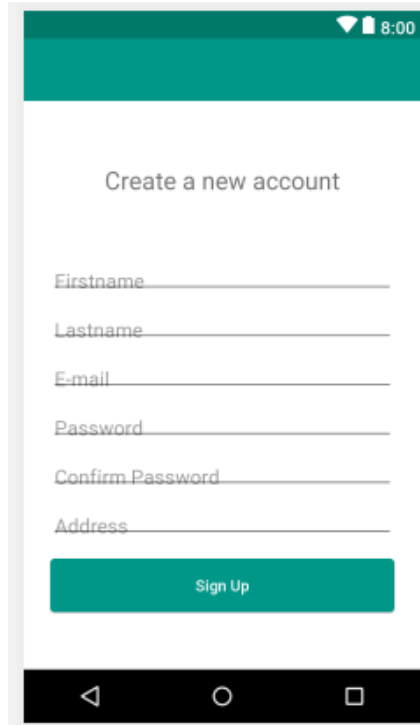 8:00
Create a new account
Firstname
Lastname
E-mail
Password
Confirm Password
Address
Sign Up